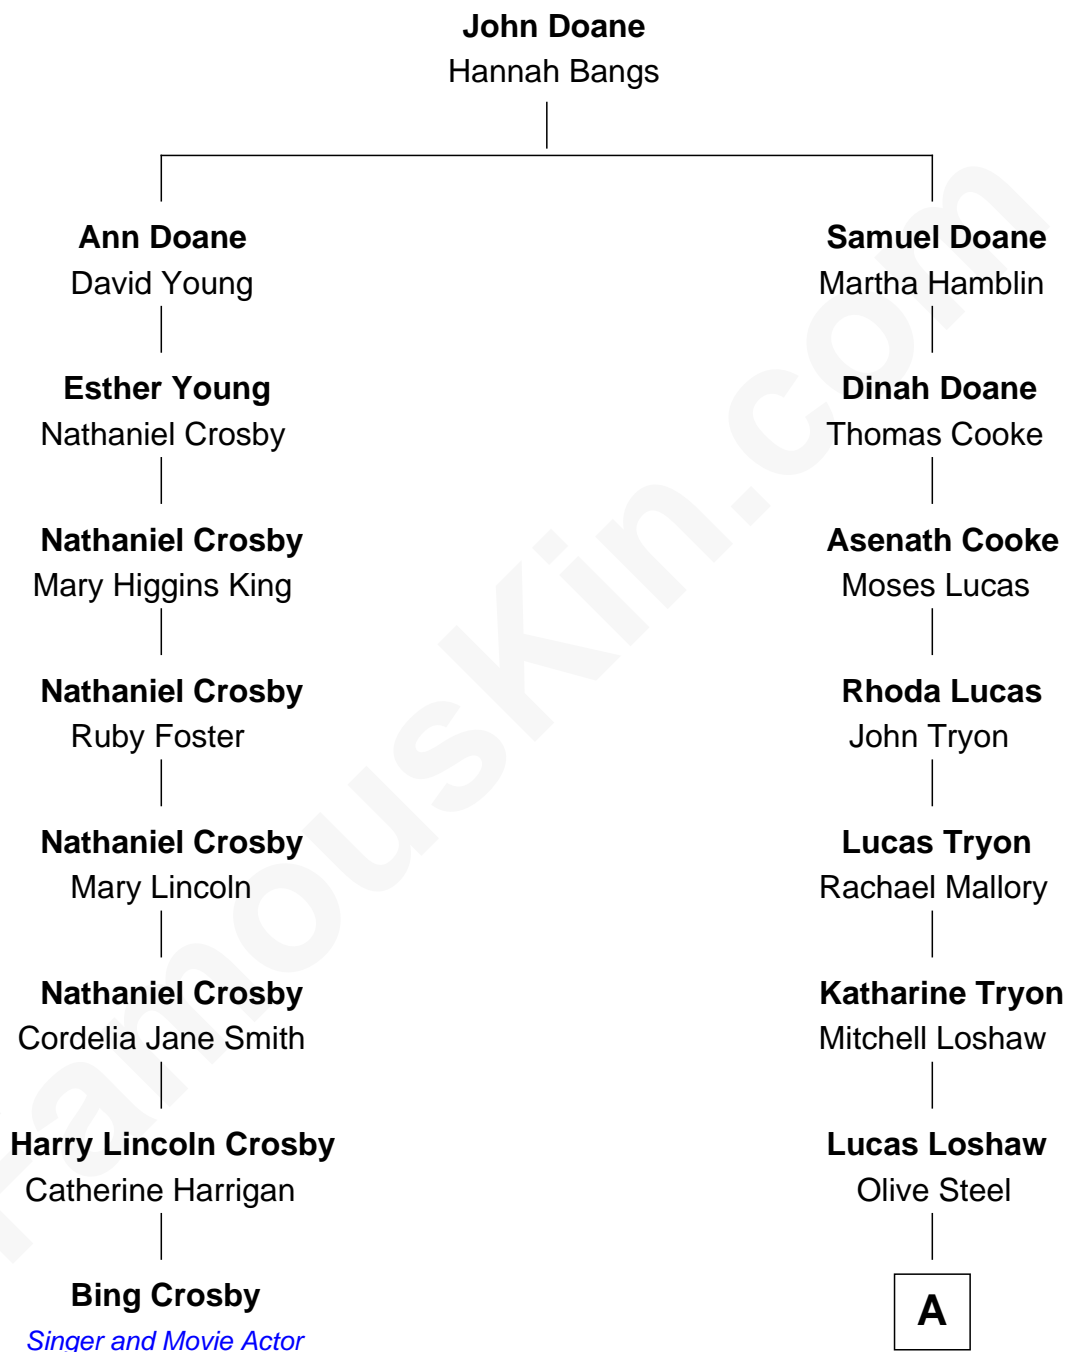 John Doane
Hannah Bangs
Ann Doane
David Young
Samuel Doane
Martha Hamblin
Esther Young
Nathaniel Crosby
Dinah Doane
Thomas Cooke
Nathaniel Crosby
Mary Higgins King
Asenath Cooke
Moses Lucas
Nathaniel Crosby
Ruby Foster
Rhoda Lucas
John Tryon
Nathaniel Crosby
Mary Lincoln
Lucas Tryon
Rachael Mallory
Nathaniel Crosby
Cordelia Jane Smith
Katharine Tryon
Mitchell Loshaw
Harry Lincoln Crosby
Catherine Harrigan
Lucas Loshaw
Olive Steel
Bing Crosby
Singer and Movie Actor
A
FamousKin.com